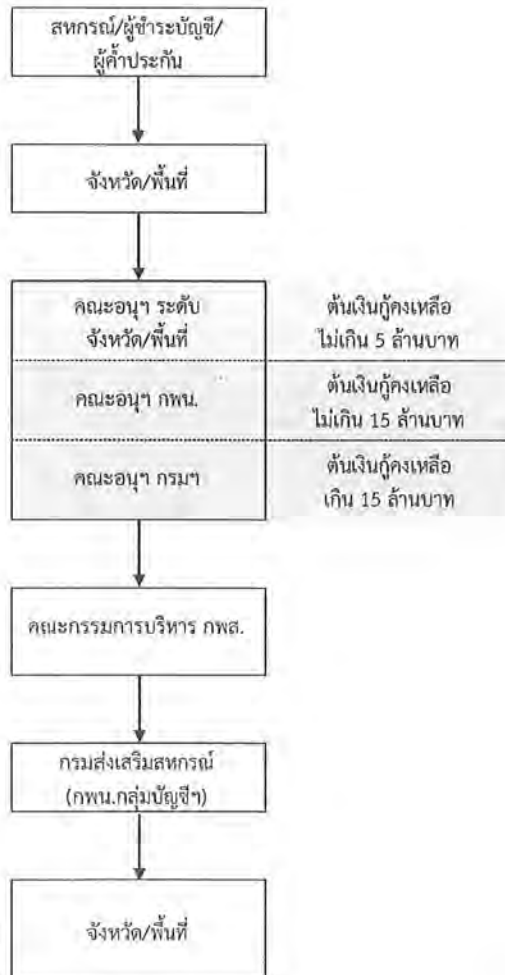 สหกรณ์/ผู้ชำระบัญชี/
ผู้ค้ำประกัน
จังหวัด/พื้นที่
คณะอนุฯ ระดับ
จังหวัด/พื้นที่
ต้นเงินกู้คงเหลือ
ไม่เกิน 5 ล้านบาท
คณะอนุฯ กพน.
ต้นเงินกู้คงเหลือ
ไม่เกิน 15 ล้านบาท
คณะอนุฯ กรมฯ
ต้นเงินกู้คงเหลือ
เกิน 15 ล้านบาท
คณะกรรมการบริหาร กพส.
กรมส่งเสริมสหกรณ์
(กพน.กลุ่มบัญชีฯ)
จังหวัด/พื้นที่